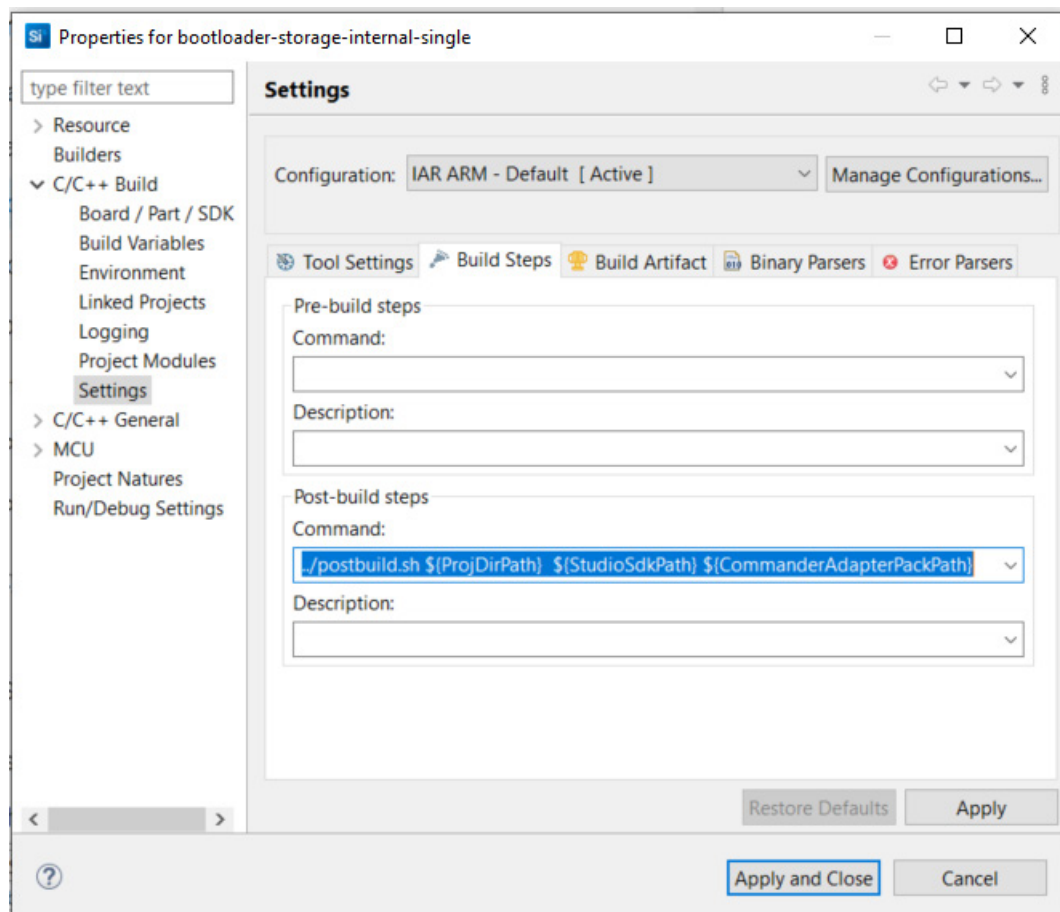 Si
Properties for bootloader-storage-internal-single
type filter text
Resource
Builders
C/C++ Build
Board / Part / SDK
Build Variables
Environment
Linked Projects
Logging
Project Modules
Settings
C/C++ General
MCU
Project Natures
Run/Debug Settings
Settings
Configuration: IAR ARM - Default [ Active ] Manage Configurations...
Tool Settings Build Steps 010 Build Artifact Binary Parsers Error Parsers
Pre-build steps
Command:
Description:
Post-build steps
Command:
../postbuild.sh ${ProjDirPath}  ${StudioSdkPath} ${CommanderAdapterPackPath}
Description:
Restore Defaults Apply
? Apply and Close Cancel